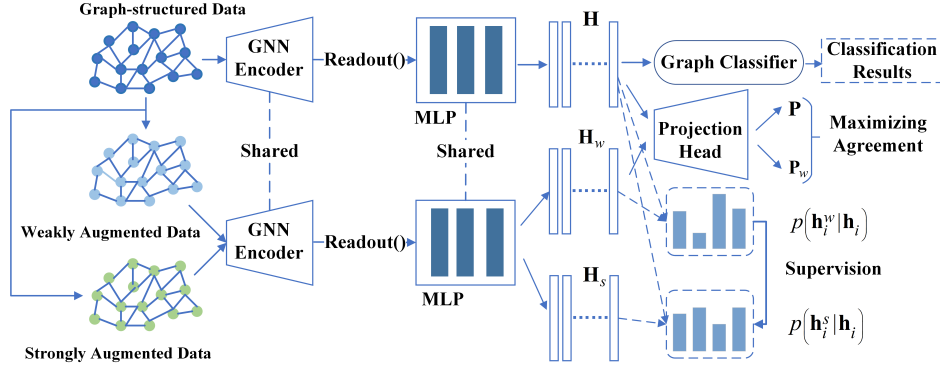 Graph-structured Data
GNN
Encoder
Readout()
MLP
H
Graph Classifier
Classification
Results
Projection
Head
P
P_w
Maximizing
Agreement
Shared
Shared
H_w
Weakly Augmented Data
GNN
Encoder
Readout()
MLP
p(h_i^w|h_i)
Supervision
H_s
p(h_i^s|h_i)
Strongly Augmented Data